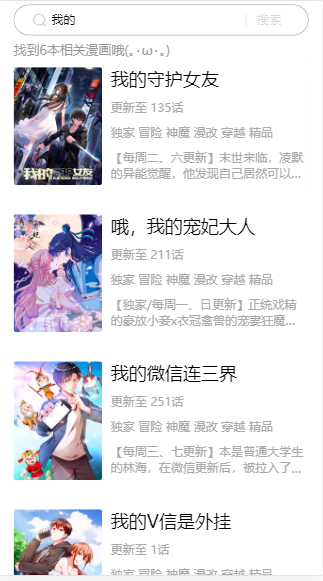 我的
搜索
找到6本相关漫画哦(｡･ω･｡)
我的守护女友
更新至 135话
独家 冒险 神魔 漫改 穿越 精品
【每周二、六更新】末世来临，凌默
的异能觉醒，他发现自己居然可以...
我的守护女友
哦，我的宠妃大人
更新至 211话
独家 冒险 神魔 漫改 穿越 精品
【独家/每周一、日更新】正统戏精
的豪放小妾x衣冠禽兽的宠妻狂魔...
我的微信连三界
更新至 251话
独家 冒险 神魔 漫改 穿越 精品
【每周三、七更新】本是普通大学生
的林海，在微信更新后，被拉入了...
我的V信是外挂
更新至 1话
独家 冒险 神魔 漫改 穿越 精品